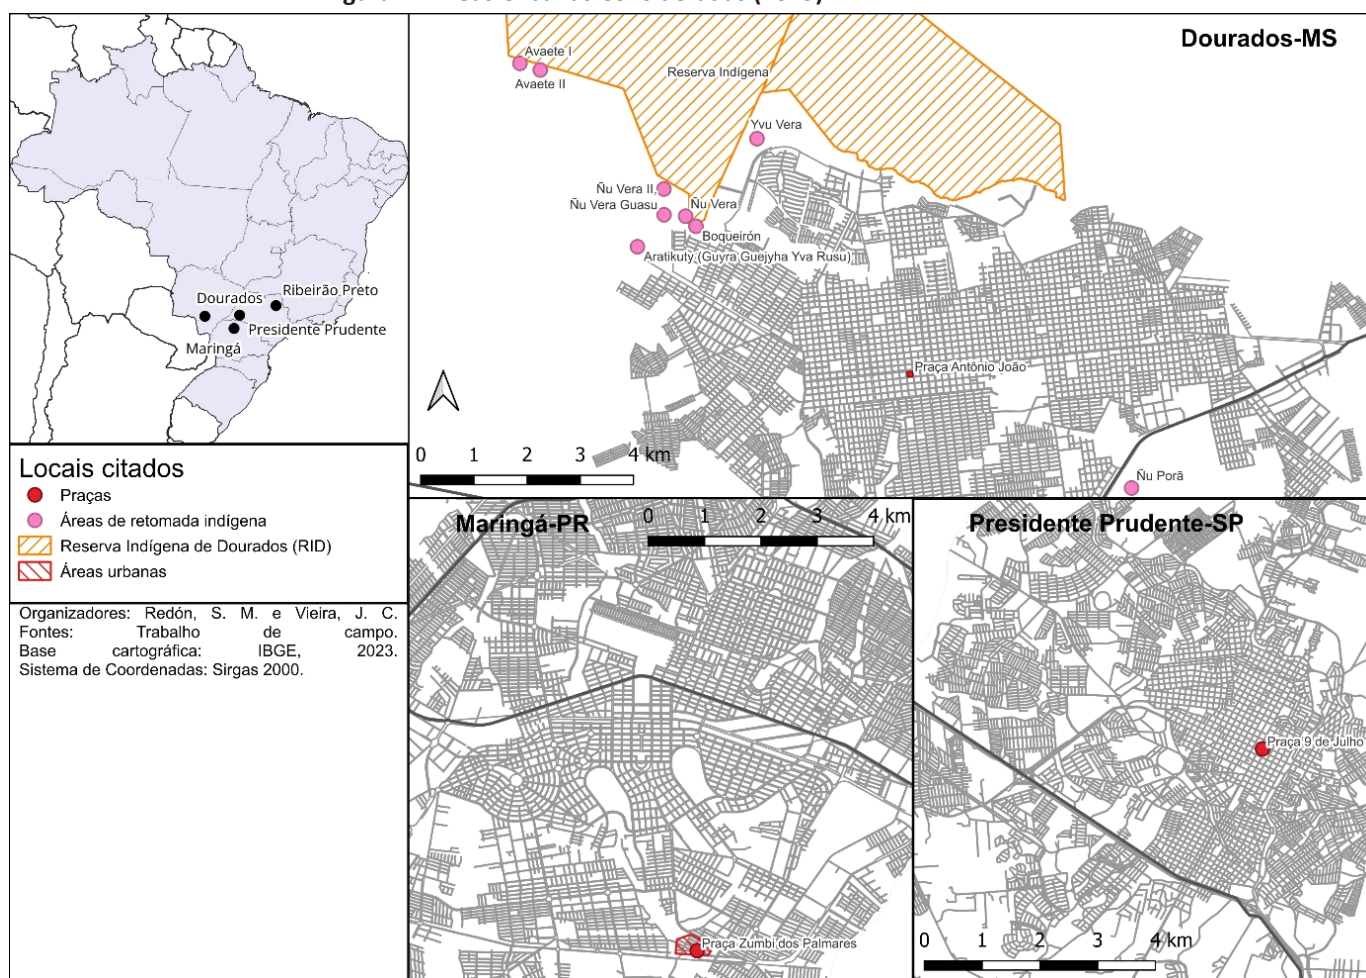 Dourados
Ribeirão Preto
Presidente Prudente
Maringá
Dourados-MS
Avaete I
Avaete II
Reserva Indígena
Yvu Vera
Ñu Vera II,
Ñu Vera Guasu
Ñu Vera
Boqueirón
Aratikuty (Guyra Guejyha Yva Rusu)
Praça Antônio João
Ñu Porã
0 1 2 3 4 km
Locais citados
Praças
Áreas de retomada indígena
Reserva Indígena de Dourados (RID)
Áreas urbanas
Organizadores: Redón, S. M. e Vieira, J. C.
Fontes: Trabalho de campo.
Base cartográfica: IBGE, 2023.
Sistema de Coordenadas: Sirgas 2000.
Maringá-PR
0 1 2 3 4 km
Praça Zumbi dos Palmares
Presidente Prudente-SP
Praça 9 de Julho
0 1 2 3 4 km